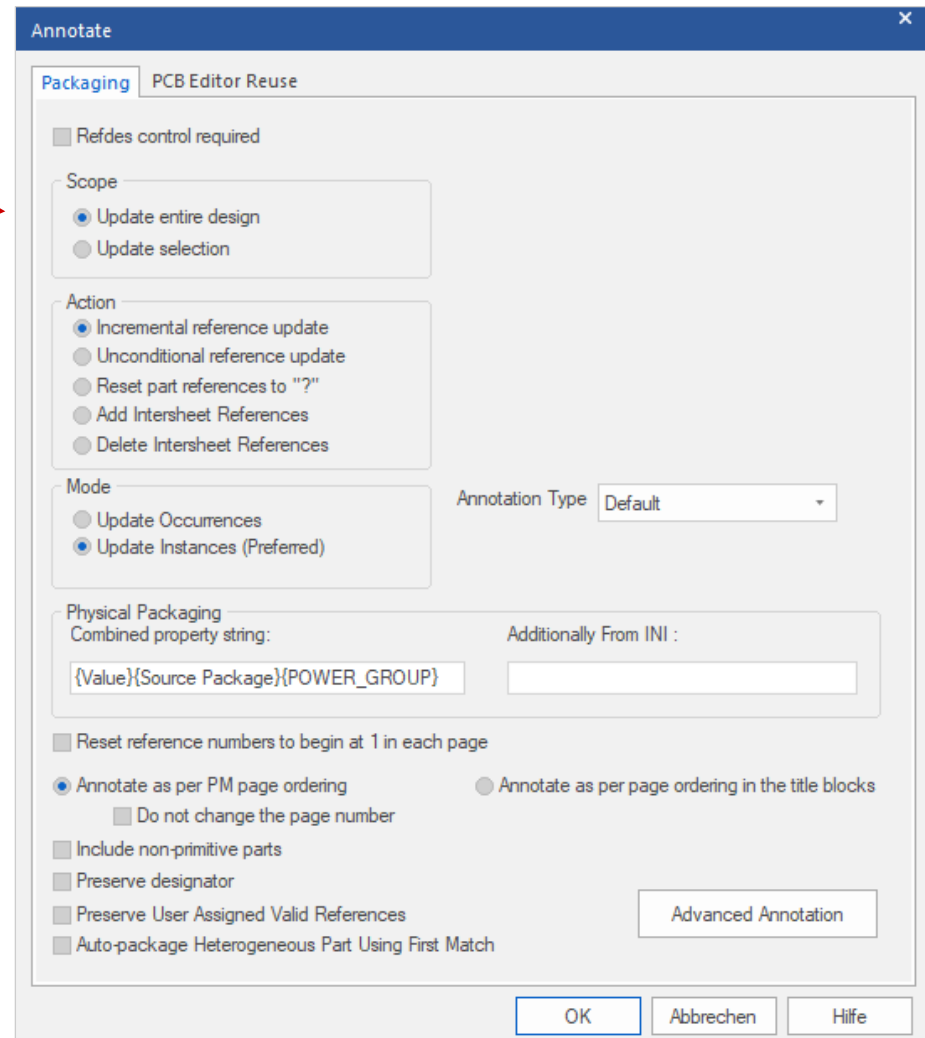 Annotate
Packaging PCB Editor Reuse
Refdes control required
Scope
Update entire design
Update selection
Action
Incremental reference update
Unconditional reference update
Reset part references to "?"
Add Intersheet References
Delete Intersheet References
Mode
Update Occurrences
Update Instances (Preferred)
Annotation Type Default
Physical Packaging
Combined property string: Additionally From INI :
{Value}{Source Package}{POWER_GROUP}
Reset reference numbers to begin at 1 in each page
Annotate as per PM page ordering Annotate as per page ordering in the title blocks
Do not change the page number
Include non-primitive parts
Preserve designator
Preserve User Assigned Valid References
Advanced Annotation
Auto-package Heterogeneous Part Using First Match
OK Abbrechen Hilfe